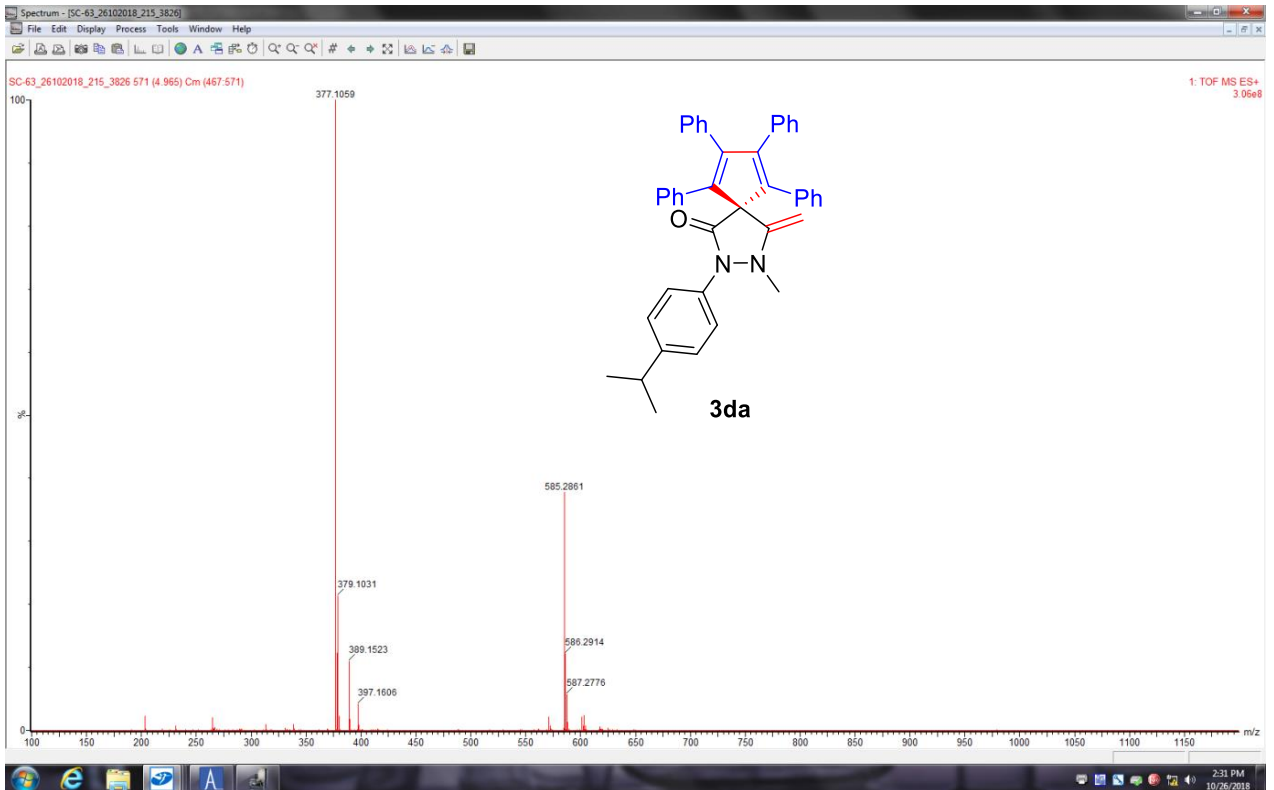 Spectrum - [SC-63_26102018_215_3826]
File Edit Display Process Tools Window Help
SC-63_26102018_215_3826 571 (4.965) Cm (467:571)
1: TOF MS ES+
3.06e8
100
377.1059
%
585.2861
379.1031
586.2914
389.1523
587.2776
397.1606
0
Ph Ph
Ph Ph
O
N N
3da
100 150 200 250 300 350 400 450 500 550 600 650 700 750 800 850 900 950 1000 1050 1100 1150
m/z
2:31 PM
10/26/2018